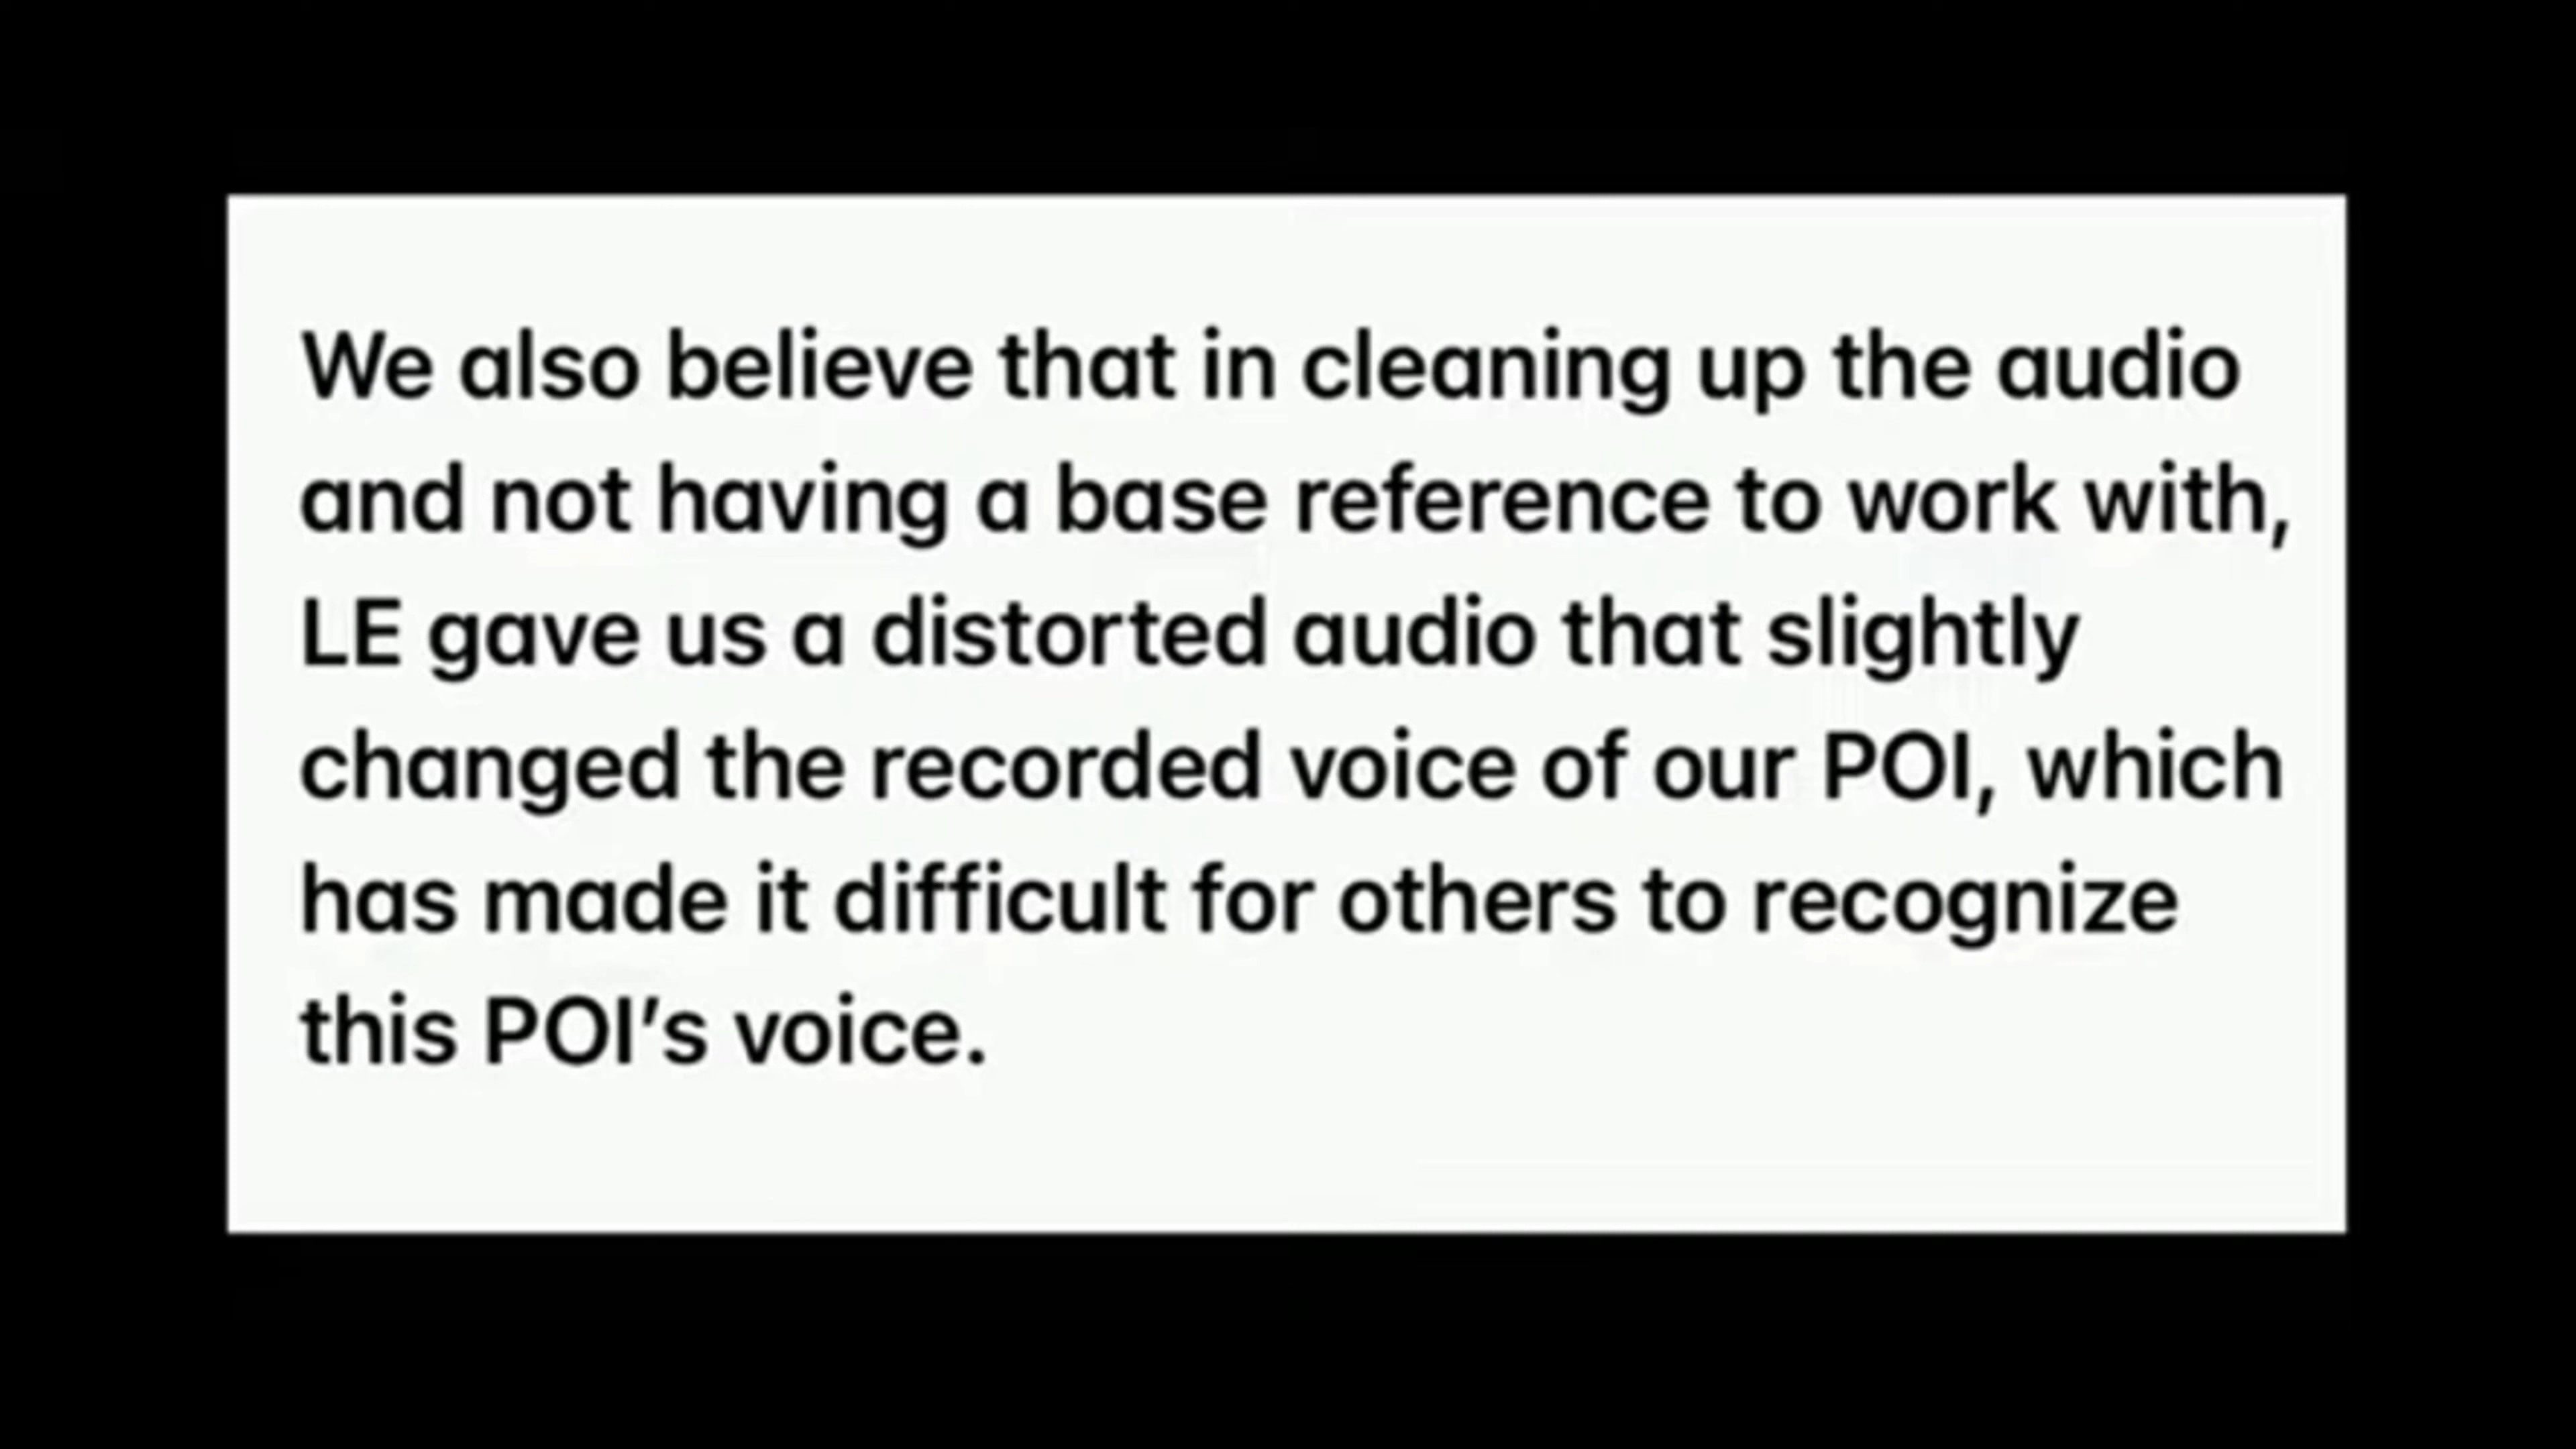 We also believe that in cleaning up the audio
and not having a base reference to work with,
LE gave us a distorted audio that slightly
changed the recorded voice of our POI, which
has made it difficult for others to recognize
this POI’s voice.